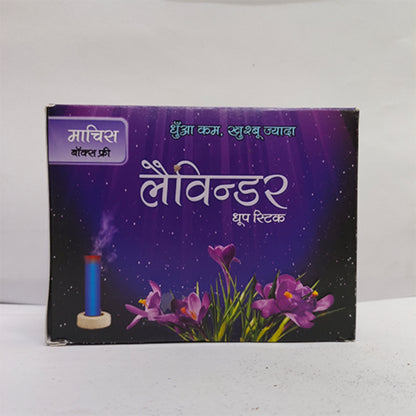 धुँआ कम, खुश्बू ज्यादा
माचिस
बॉक्स फ्री
लैविन्डर
धूप स्टिक